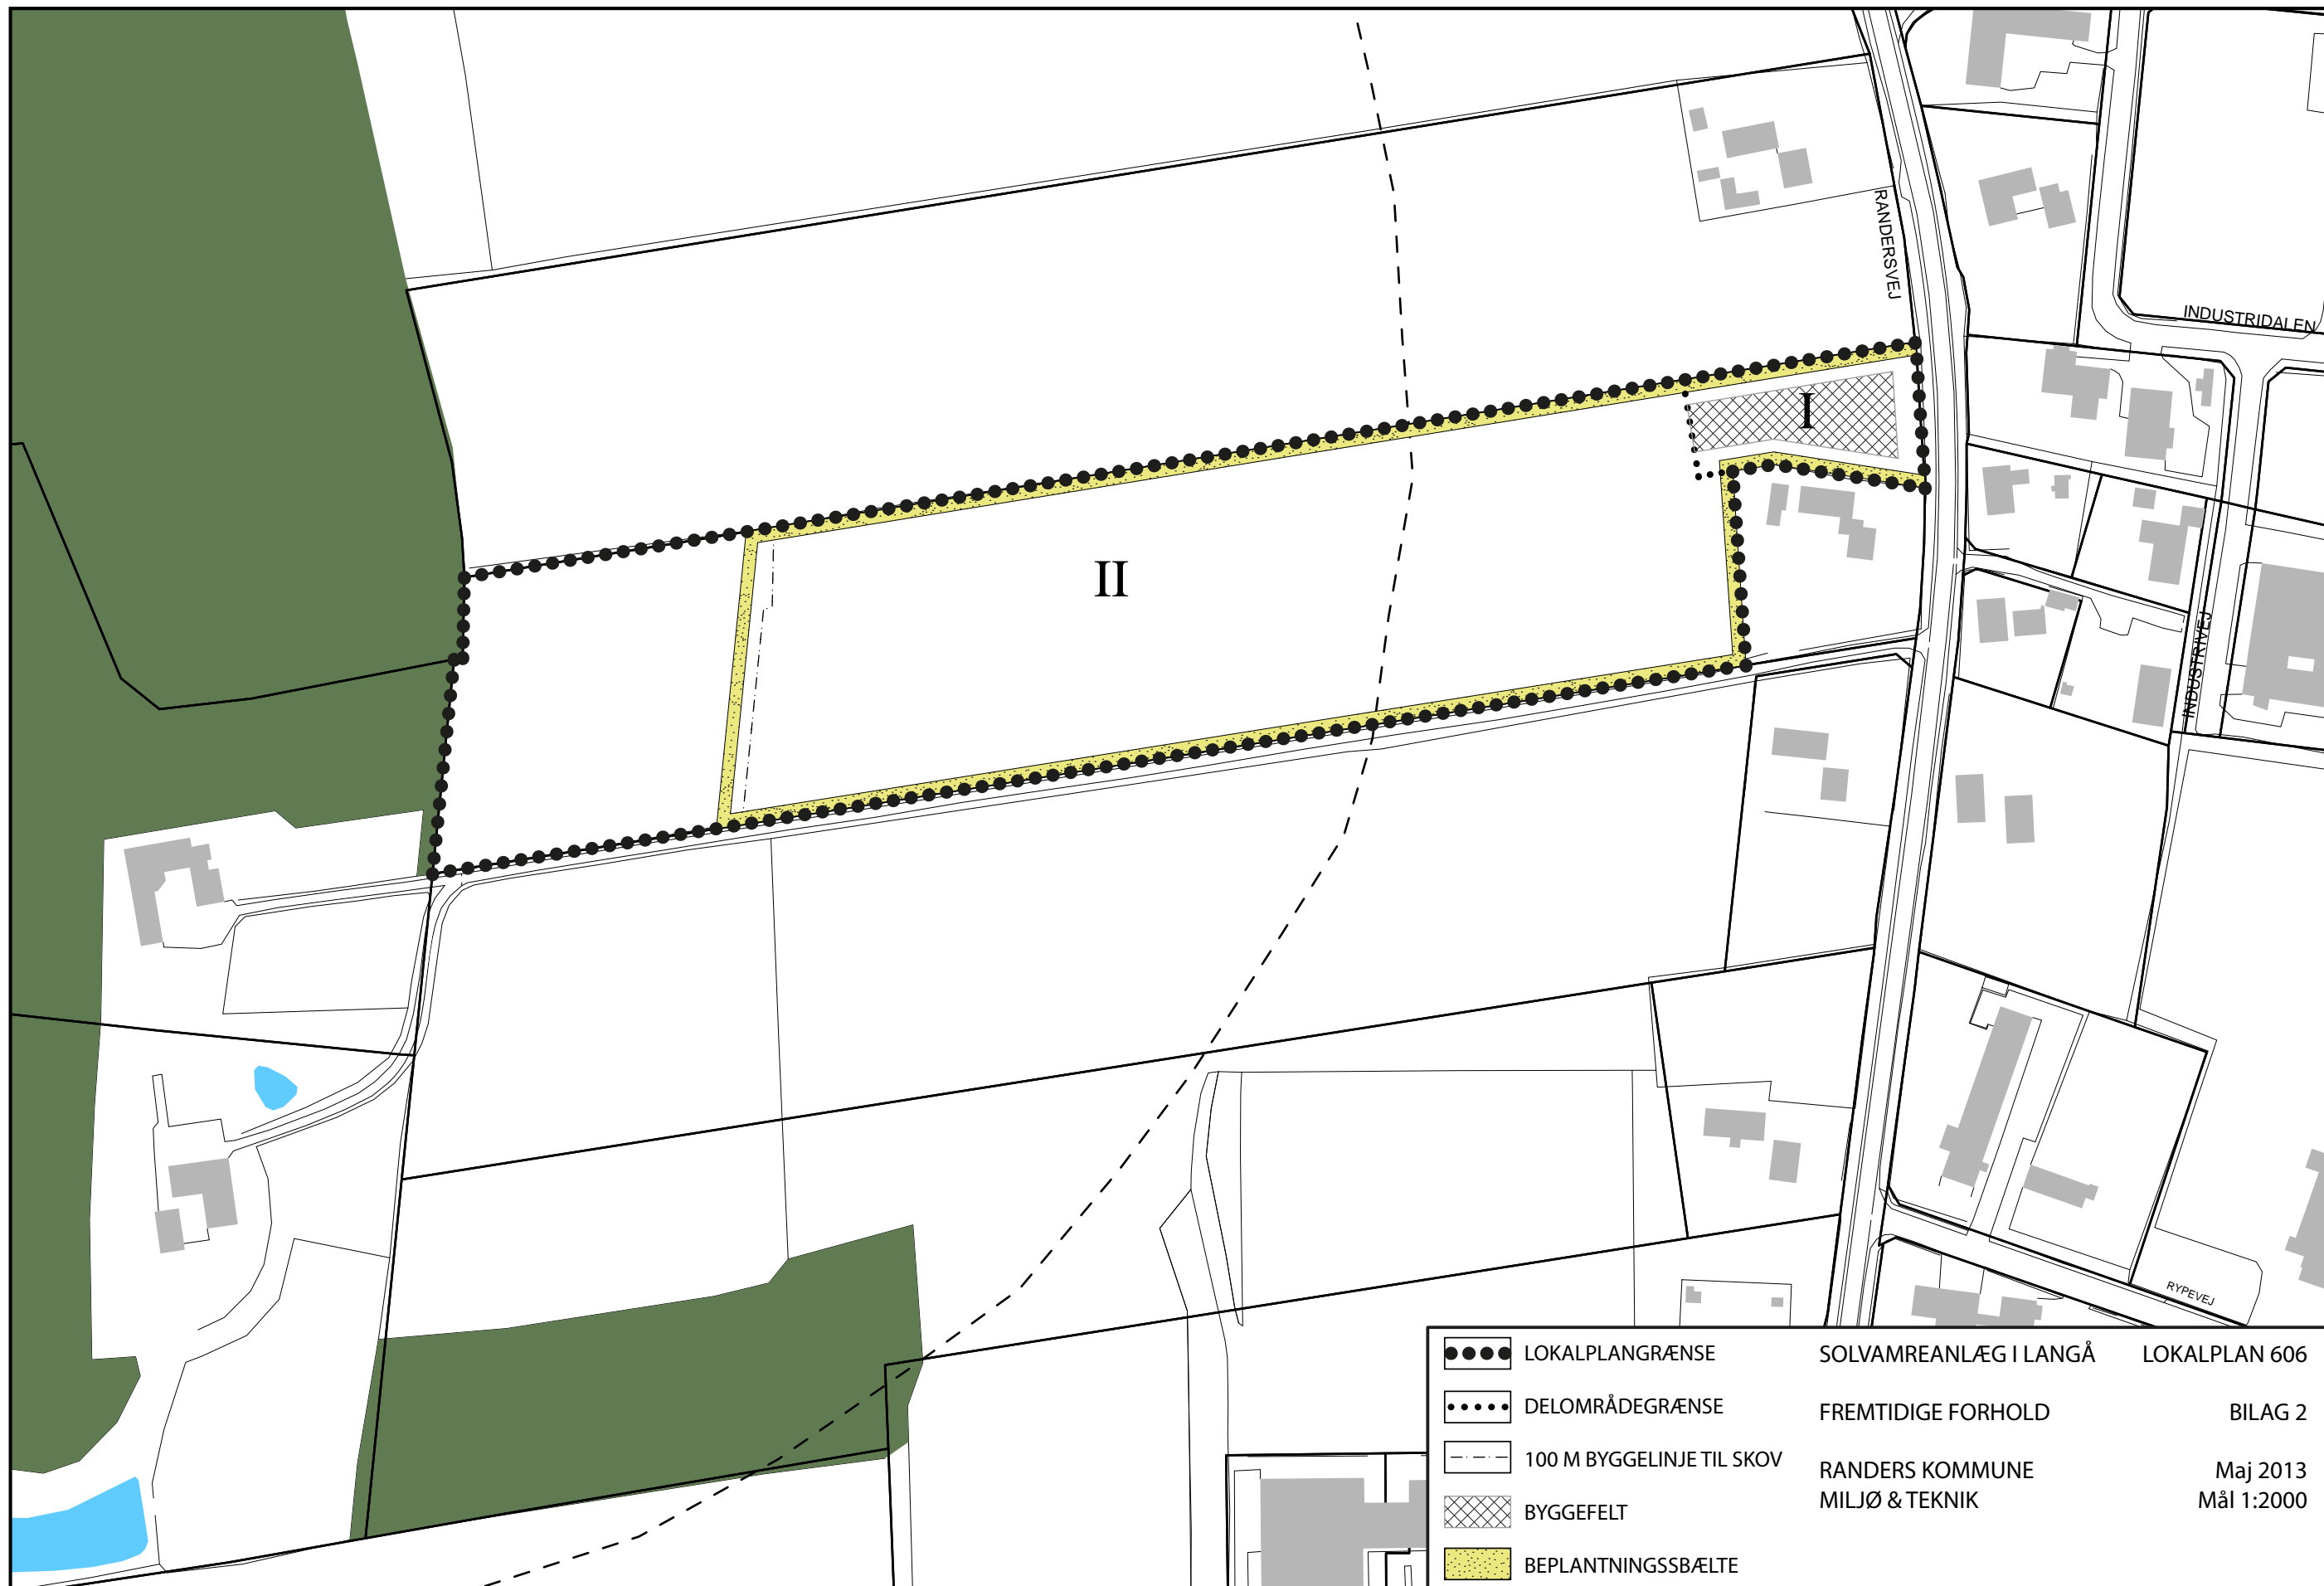 RANDERSVEJ
INDUSTRIDALEN
I
II
INDUSTRIVEJ
RYPEVEJ
LOKALPLANGRÆNSE
DELOMRÅDEGRÆNSE
100 M BYGGELINJE TIL SKOV
BYGGEFELT
BEPLANTNINGSSBÆLTE
SOLVAMREANLÆG I LANGÅ LOKALPLAN 606
FREMTIDIGE FORHOLD BILAG 2
RANDERS KOMMUNE Maj 2013
MILJØ & TEKNIK Mål 1:2000